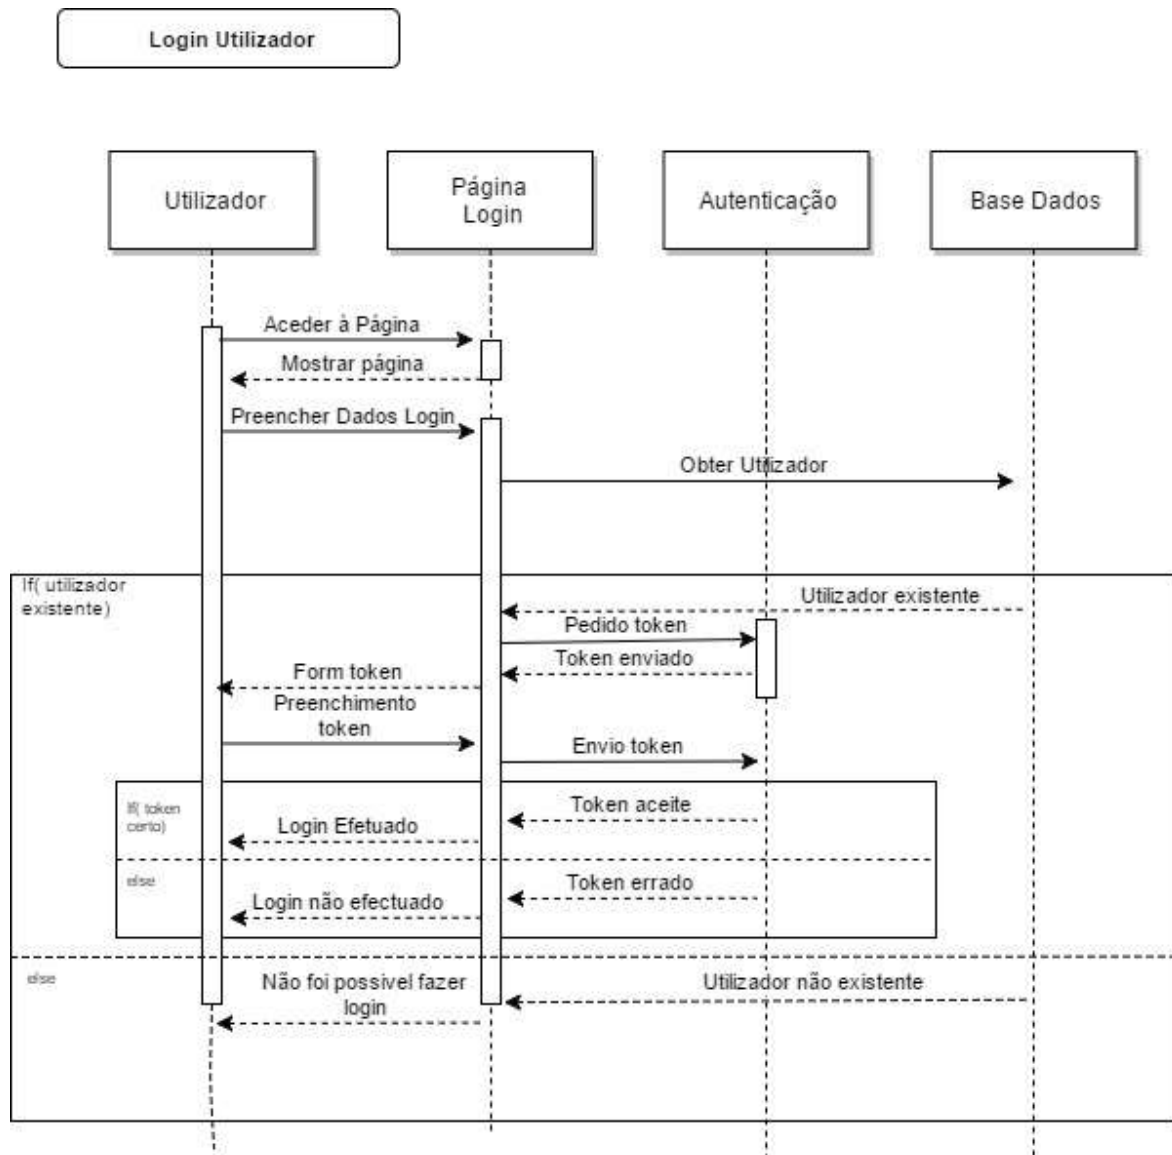 Login Utilizador
Utilizador
Página
Login
Autenticação
Base Dados
Aceder à Página
Mostrar página
Preencher Dados Login
Obter Utilizador
If( utilizador
existente)
Utilizador existente
Pedido token
Token enviado
Form token
Preenchimento
token
Envio token
If( token
certo)
Token aceite
Login Efetuado
else
Token errado
Login não efectuado
else
Não foi possivel fazer
login
Utilizador não existente